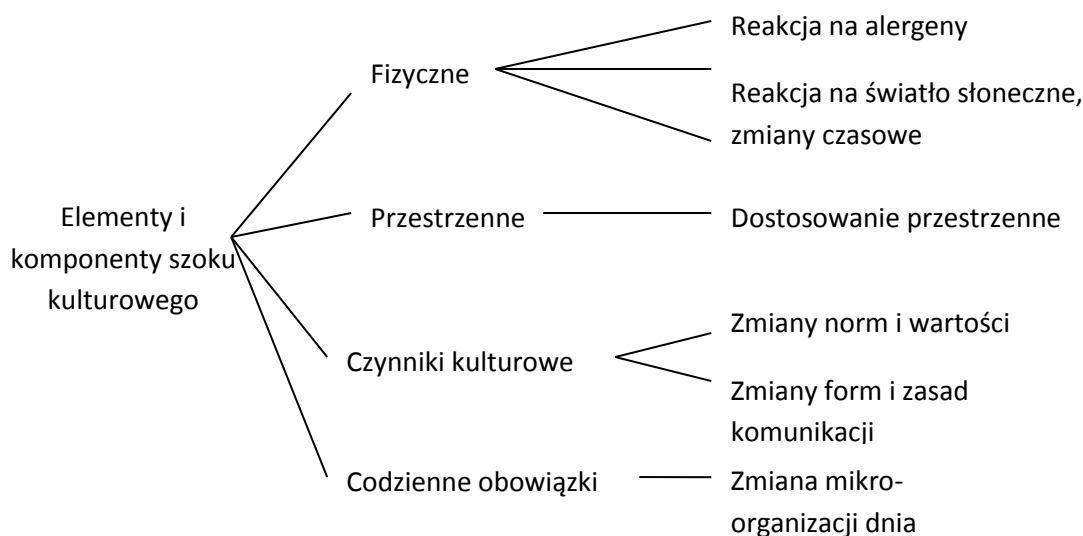 Elementy i
komponenty szoku
kulturowego
Fizyczne
Reakcja na alergeny
Reakcja na światło słoneczne,
zmiany czasowe
Przestrzenne
Dostosowanie przestrzenne
Czynniki kulturowe
Zmiany norm i wartości
Zmiany form i zasad
komunikacji
Codzienne obowiązki
Zmiana mikro-
organizacji dnia